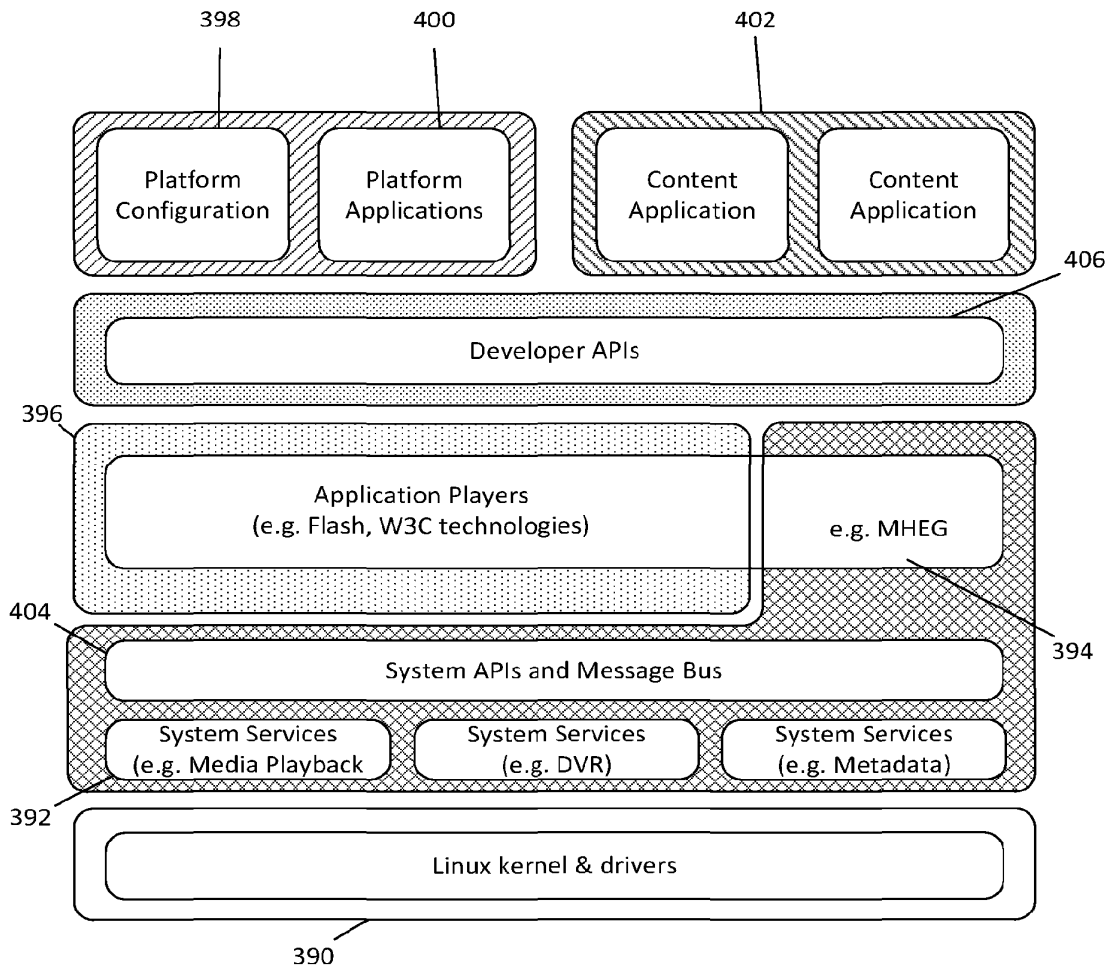 398
400
402
Platform
Configuration
Platform
Applications
Content
Application
Content
Application
406
Developer APIs
396
Application Players
(e.g. Flash, W3C technologies)
e.g. MHEG
404
394
System APIs and Message Bus
System Services
(e.g. Media Playback
System Services
(e.g. DVR)
System Services
(e.g. Metadata)
392
Linux kernel & drivers
390